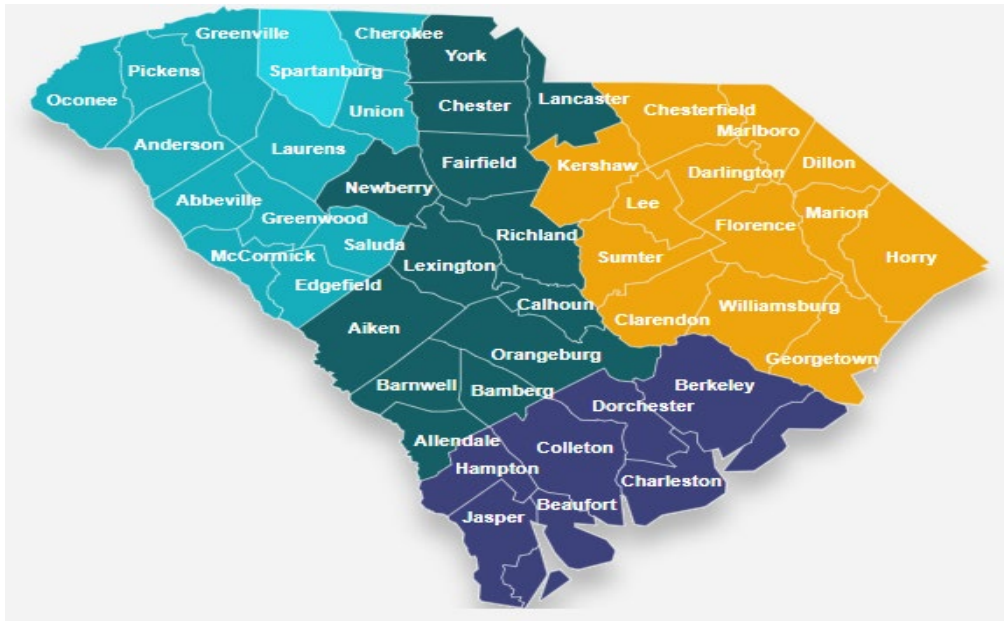 Greenville
Cherokee
York
Pickens
Spartanburg
Oconee
Union
Chester
Lancaster
Chesterfield
Marlboro
Anderson
Laurens
Fairfield
Kershaw
Darlington
Dillon
Newberry
Abbeville
Greenwood
Lee
Marion
Florence
Richland
Saluda
McCormick
Lexington
Sumter
Horry
Edgefield
Calhoun
Williamsburg
Clarendon
Aiken
Orangeburg
Georgetown
Barnwell
Bamberg
Berkeley
Dorchester
Allendale
Colleton
Hampton
Charleston
Beaufort
Jasper